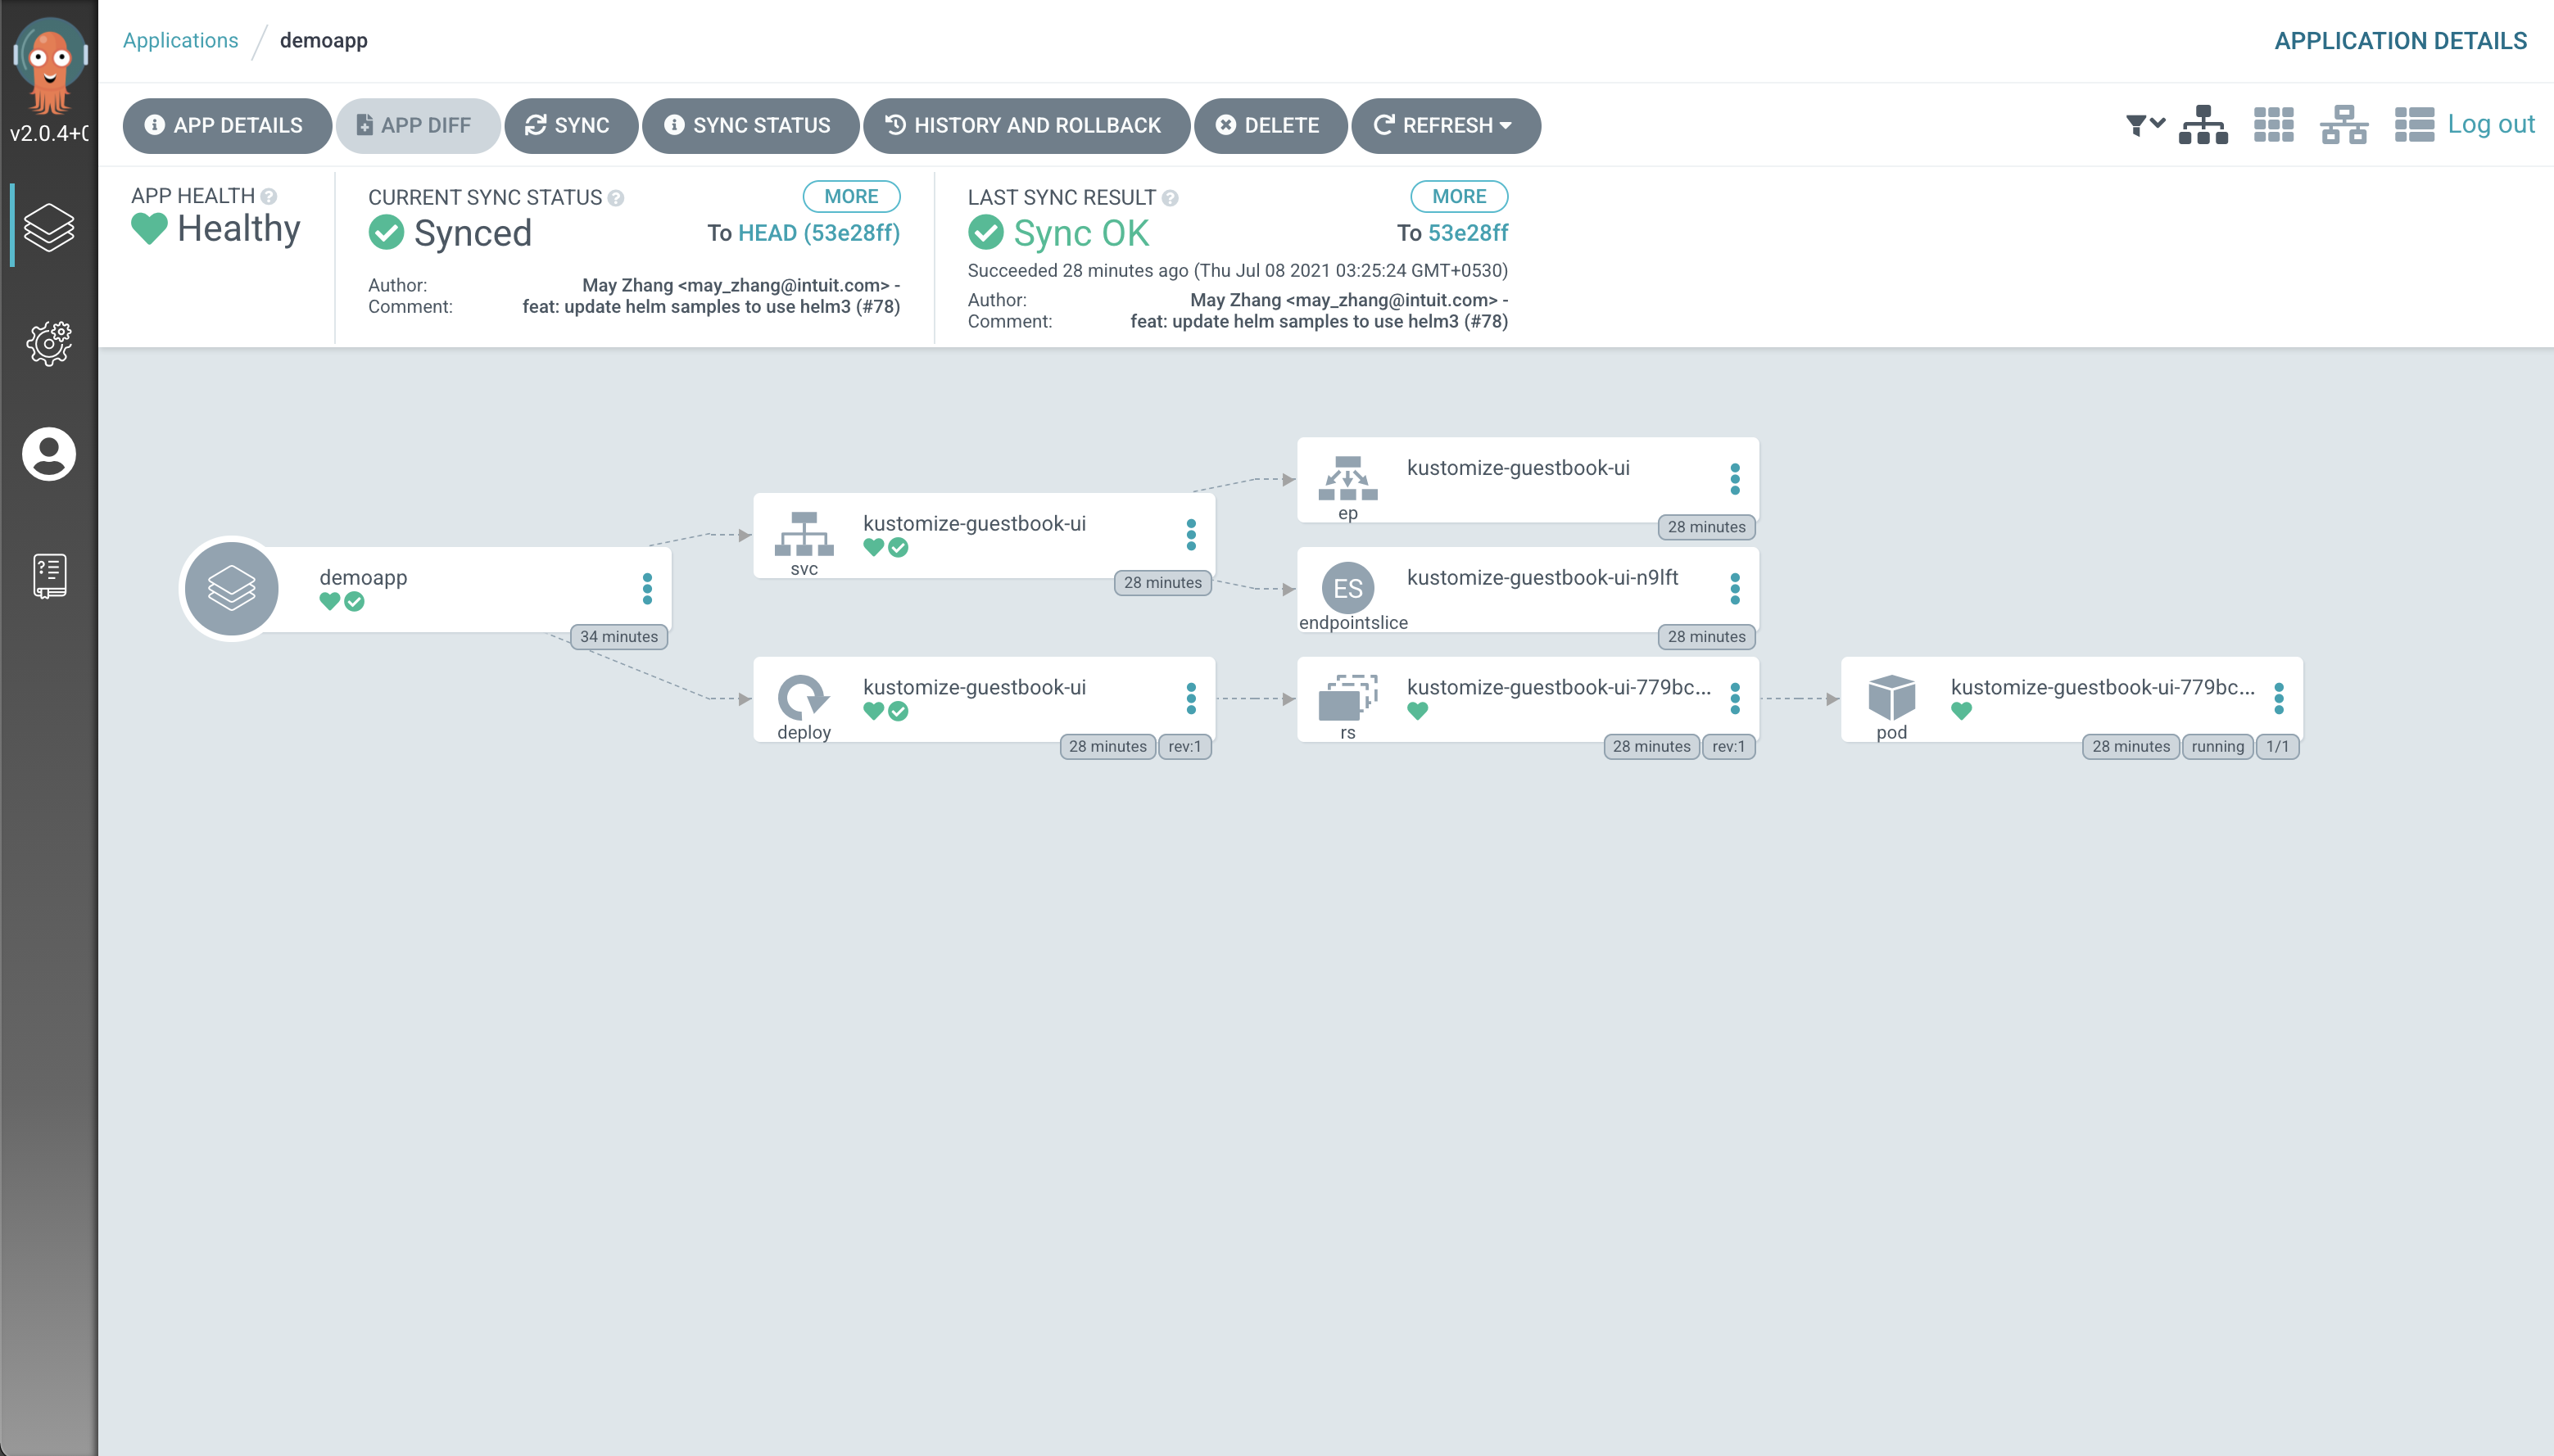 Applications / demoapp
APPLICATION DETAILS
v2.0.4+0
APP DETAILS
APP DIFF
SYNC
SYNC STATUS
HISTORY AND ROLLBACK
DELETE
REFRESH
Log out
APP HEALTH
Healthy
CURRENT SYNC STATUS
MORE
Synced
To HEAD (53e28ff)
Author: May Zhang <may_zhang@intuit.com> -
Comment: feat: update helm samples to use helm3 (#78)
LAST SYNC RESULT
MORE
Sync OK
To 53e28ff
Succeeded 28 minutes ago (Thu Jul 08 2021 03:25:24 GMT+0530)
Author: May Zhang <may_zhang@intuit.com> -
Comment: feat: update helm samples to use helm3 (#78)
demoapp
34 minutes
kustomize-guestbook-ui
svc
28 minutes
kustomize-guestbook-ui
deploy
28 minutes
rev:1
kustomize-guestbook-ui
ep
28 minutes
ES
kustomize-guestbook-ui-n9lft
endpointslice
28 minutes
kustomize-guestbook-ui-779bc...
rs
28 minutes
rev:1
kustomize-guestbook-ui-779bc...
pod
28 minutes
running
1/1